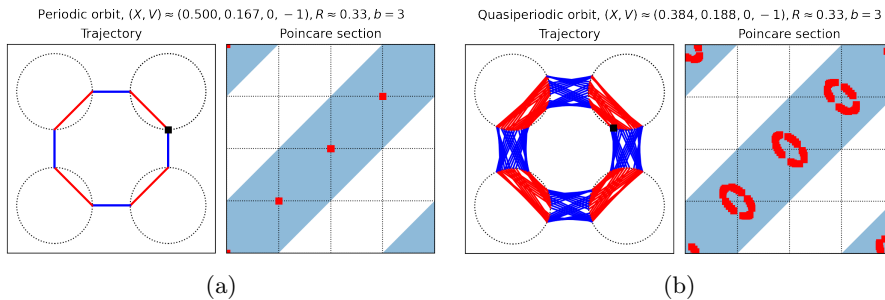 Periodic orbit, (X, V) ≈ (0.500, 0.167, 0, −1), R ≈ 0.33, b = 3
Trajectory
Poincare section
(a)
Quasiperiodic orbit, (X, V) ≈ (0.384, 0.188, 0, −1), R ≈ 0.33, b = 3
Trajectory
Poincare section
(b)